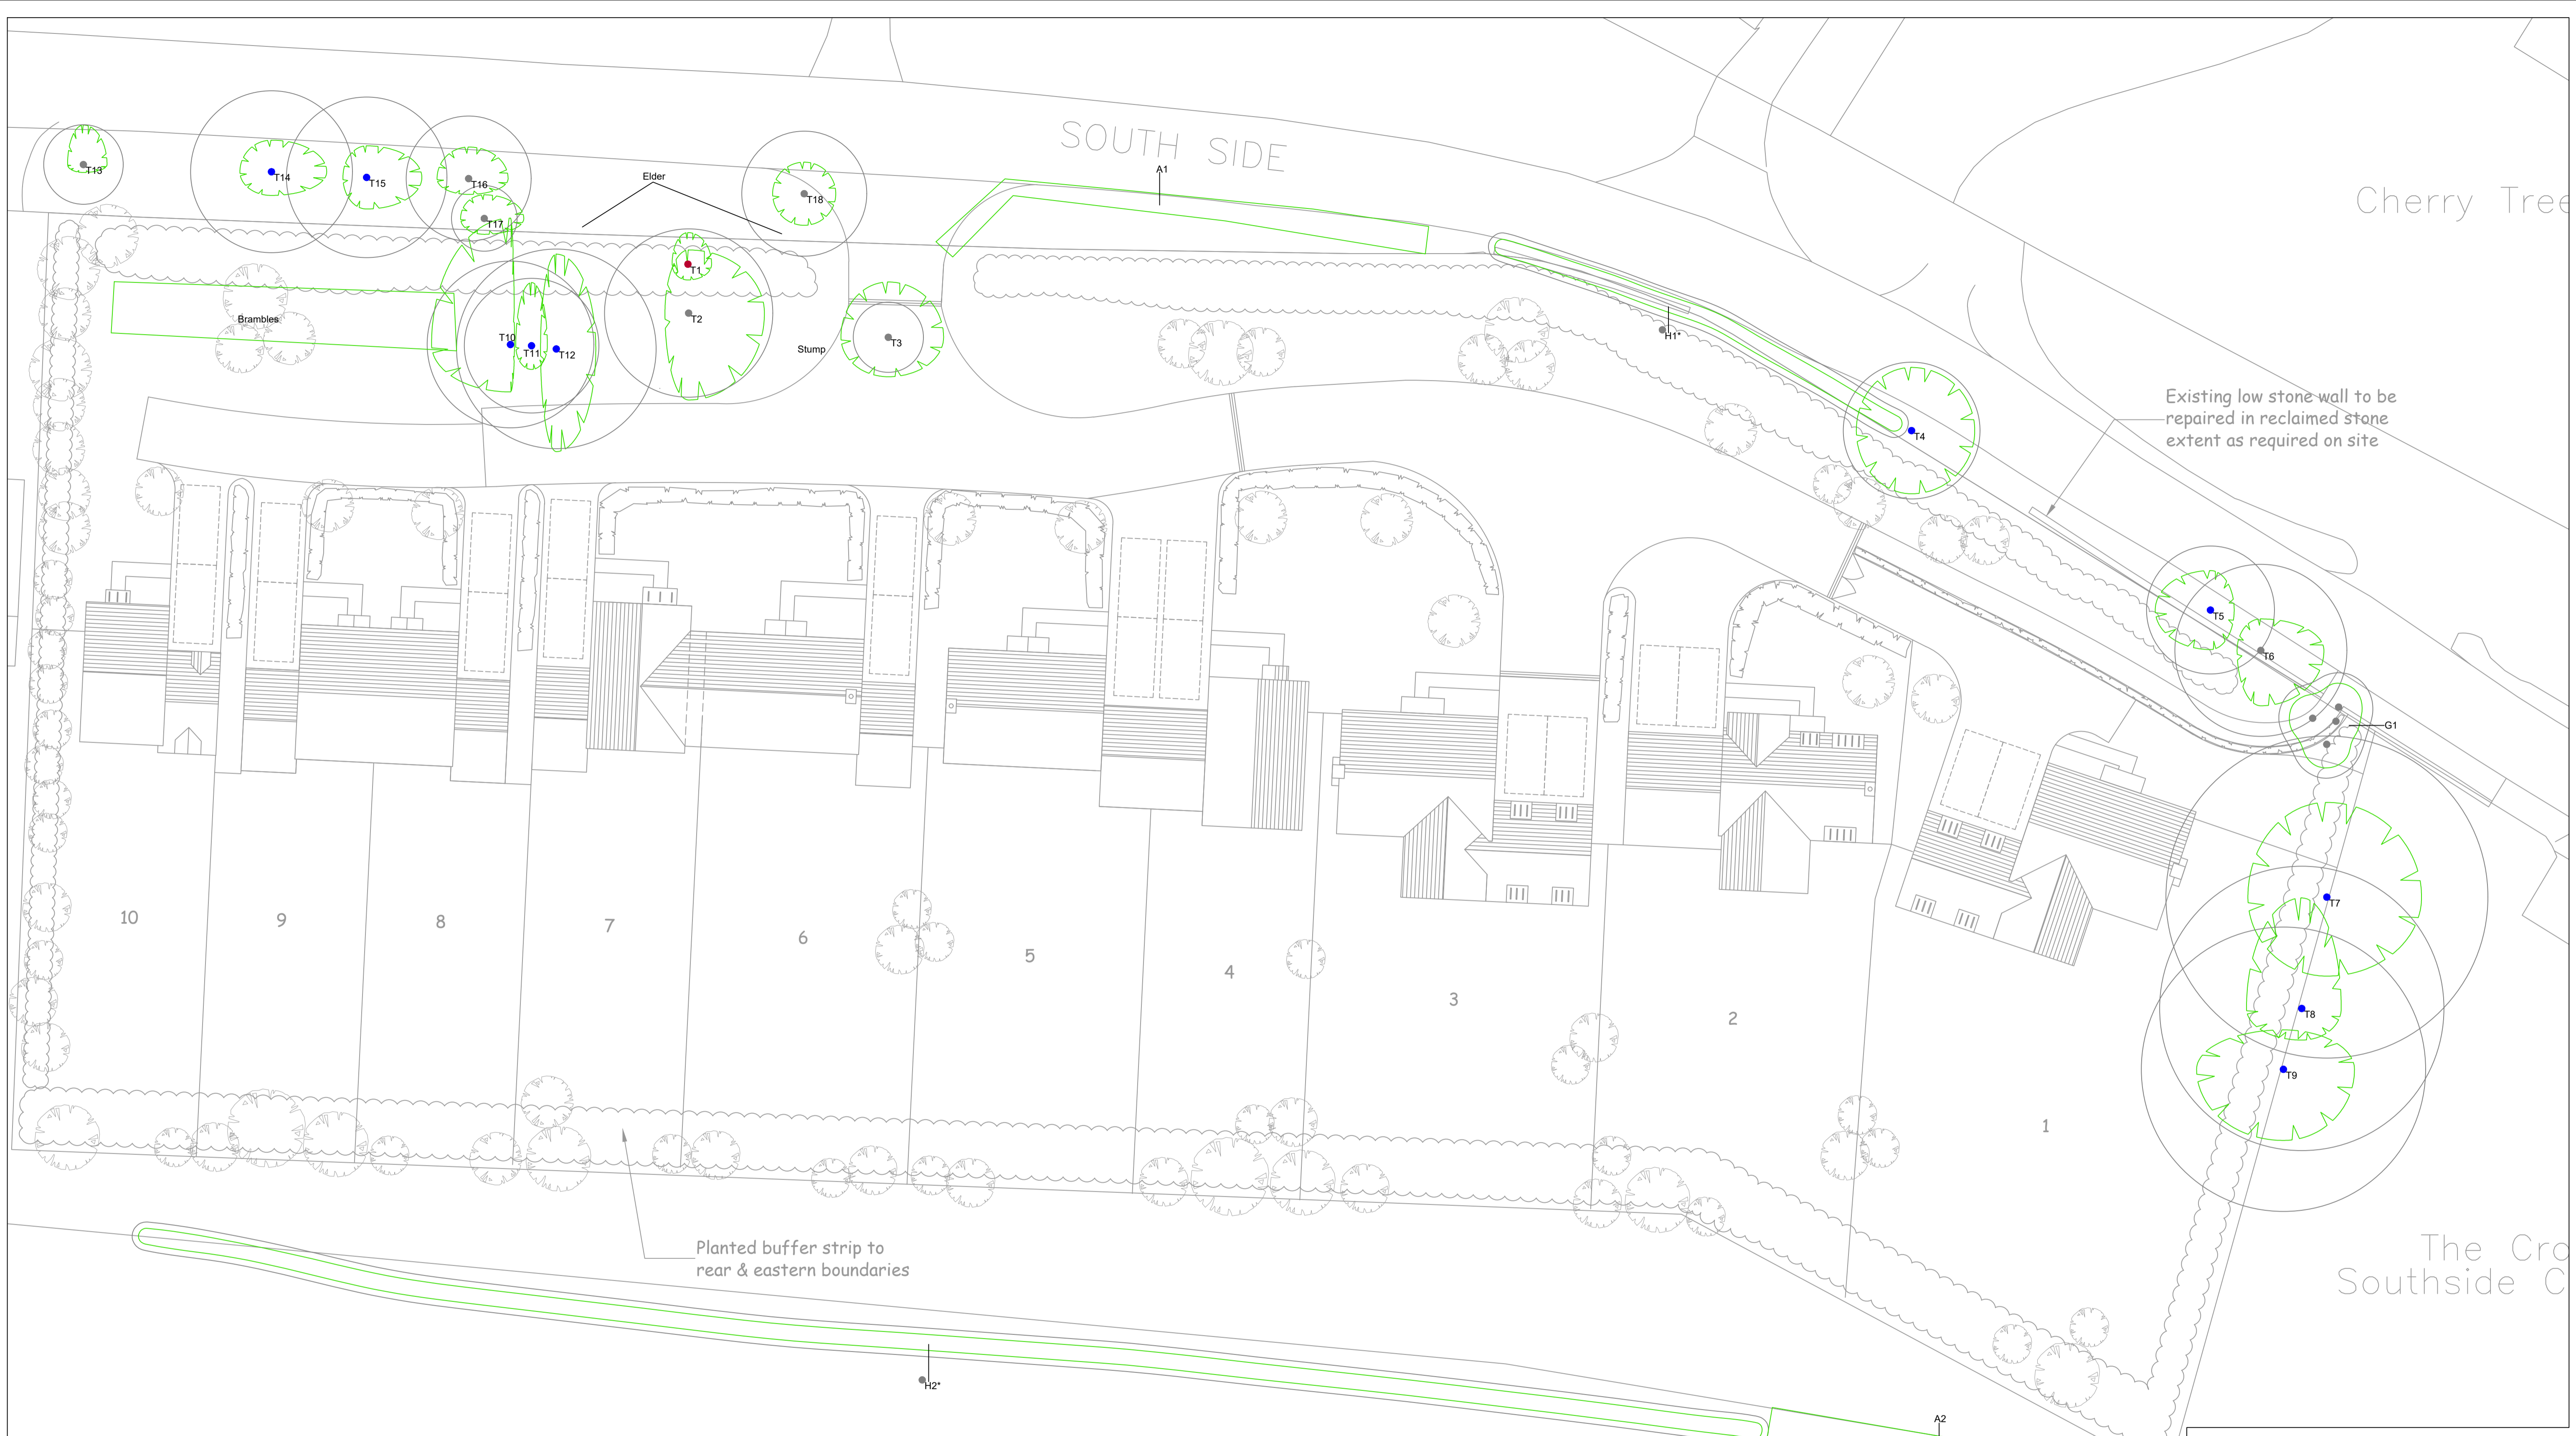 SOUTH SIDE
A1
Cherry Tree
T13
T14
T15
T16
T17
Elder
T18
T1
T2
T3
Stump
Brambles
T10
T11
T12
H1*
T4
Existing low stone wall to be
repaired in reclaimed stone
extent as required on site
T5
T6
G1
T7
T8
T9
10
9
8
7
6
5
4
3
2
1
Planted buffer strip to
rear & eastern boundaries
The Cro
Southside C
H2*
A2